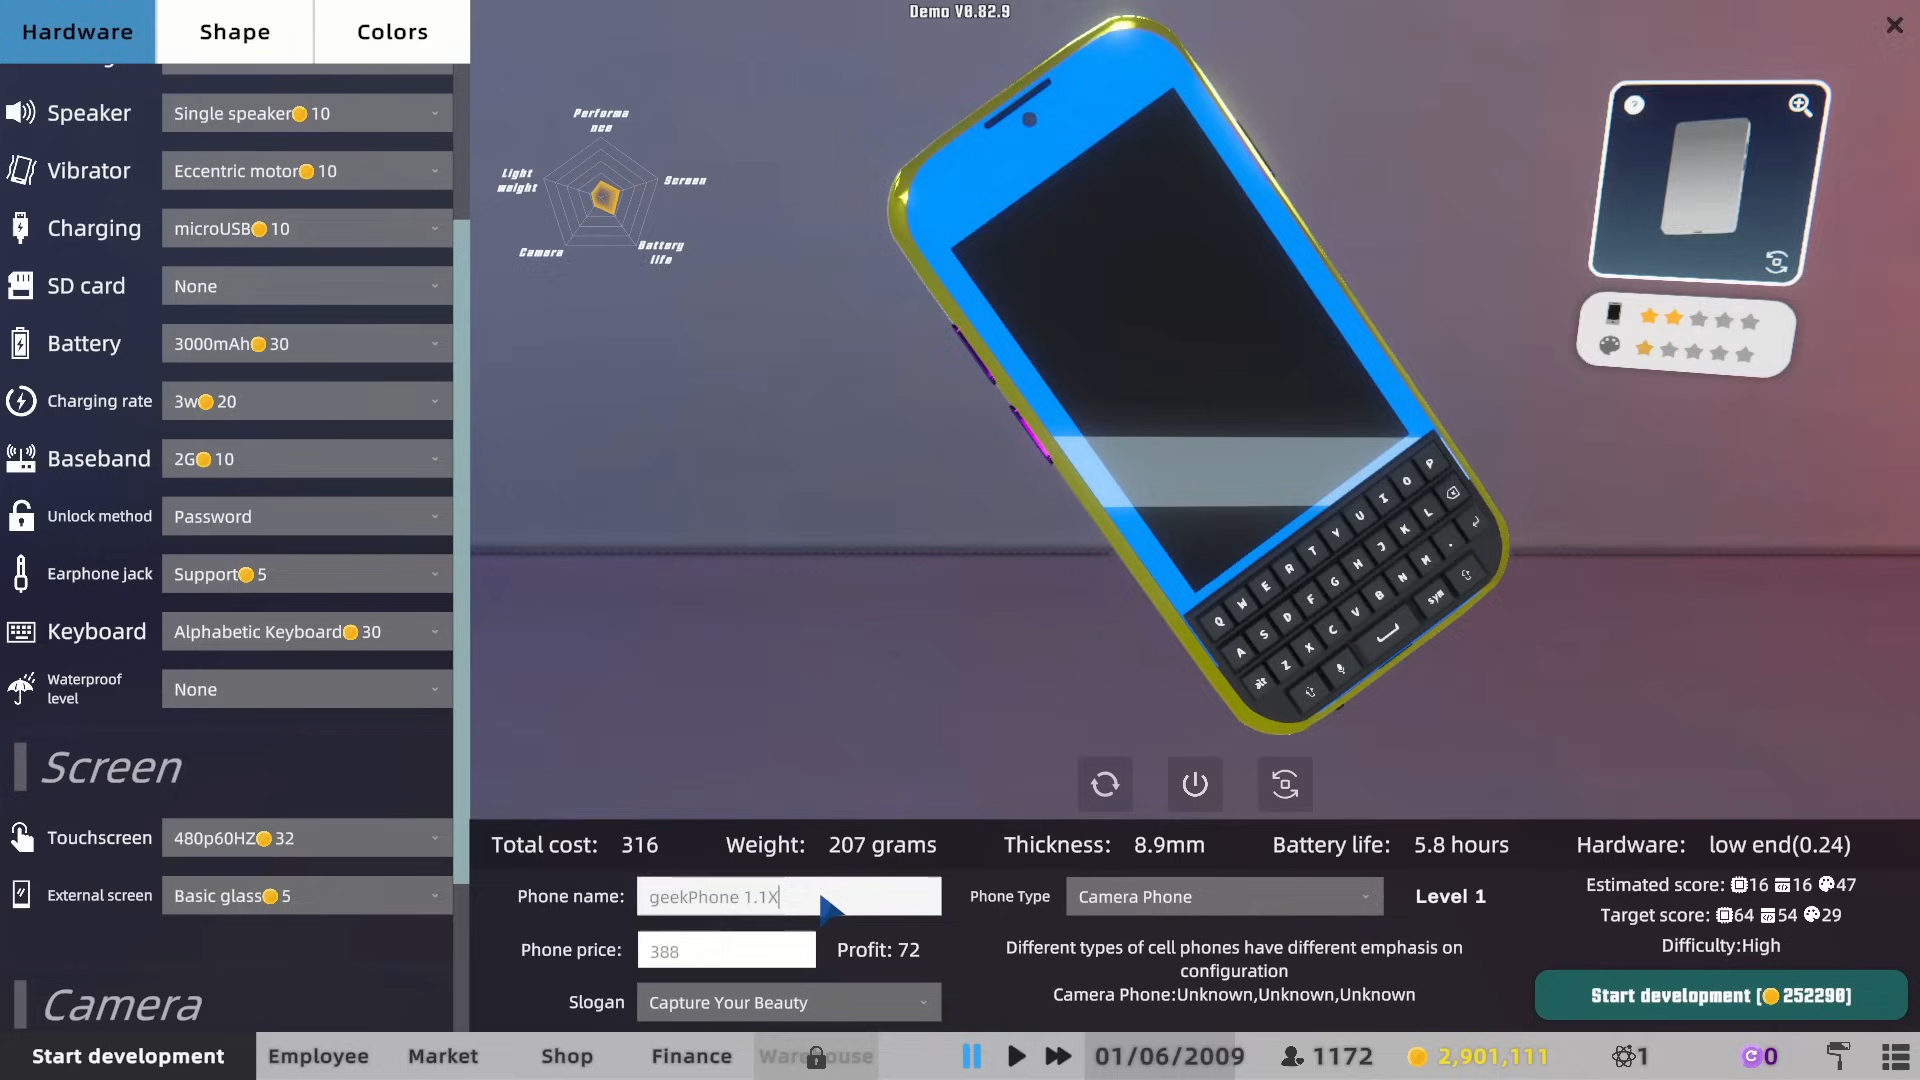 Demo V0.82.9
Hardware
Shape
Colors
Speaker
Single speaker 10
Vibrator
Eccentric motor 10
Charging
microUSB 10
SD card
None
Battery
3000mAh 30
Charging rate
3w 20
Baseband
2G 10
Unlock method
Password
Earphone jack
Support 5
Keyboard
Alphabetic Keyboard 30
Waterproof
level
None
Screen
Touchscreen
480p60HZ 32
External screen
Basic glass 5
Camera
Performa
nce
Light
weight
Screen
Camera
Battery
life
?
Q W E R T Y U I O P
A S D F G H J K L
Z X C V B N M .
alt
sym
Total cost: 316
Weight: 207 grams
Thickness: 8.9mm
Battery life: 5.8 hours
Hardware: low end(0.24)
Phone name:
geekPhone 1.1X
Phone Type
Camera Phone
Level 1
Phone price:
388
Profit: 72
Slogan
Capture Your Beauty
Different types of cell phones have different emphasis on
configuration
Camera Phone:Unknown,Unknown,Unknown
Estimated score: 16 16 47
Target score: 64 54 29
Difficulty:High
Start development [ 252290]
Start development
Employee
Market
Shop
Finance
Warehouse
01/06/2009
1172
2,901,111
1
0